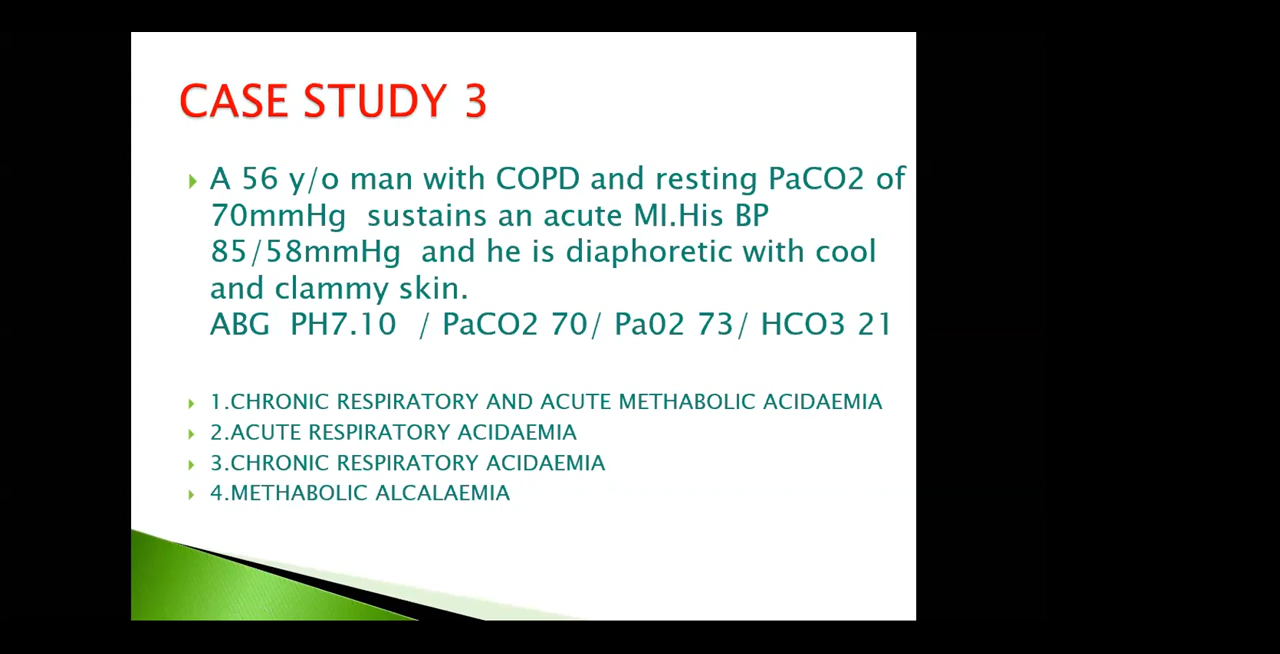 CASE STUDY 3
A 56 y/o man with COPD and resting PaCO2 of
70mmHg sustains an acute MI.His BP
85/58mmHg and he is diaphoretic with cool
and clammy skin.
ABG PH7.10 / PaCO2 70/ Pa02 73/ HCO3 21
1.CHRONIC RESPIRATORY AND ACUTE METHABOLIC ACIDAEMIA
2.ACUTE RESPIRATORY ACIDAEMIA
3.CHRONIC RESPIRATORY ACIDAEMIA
4.METHABOLIC ALCALAEMIA